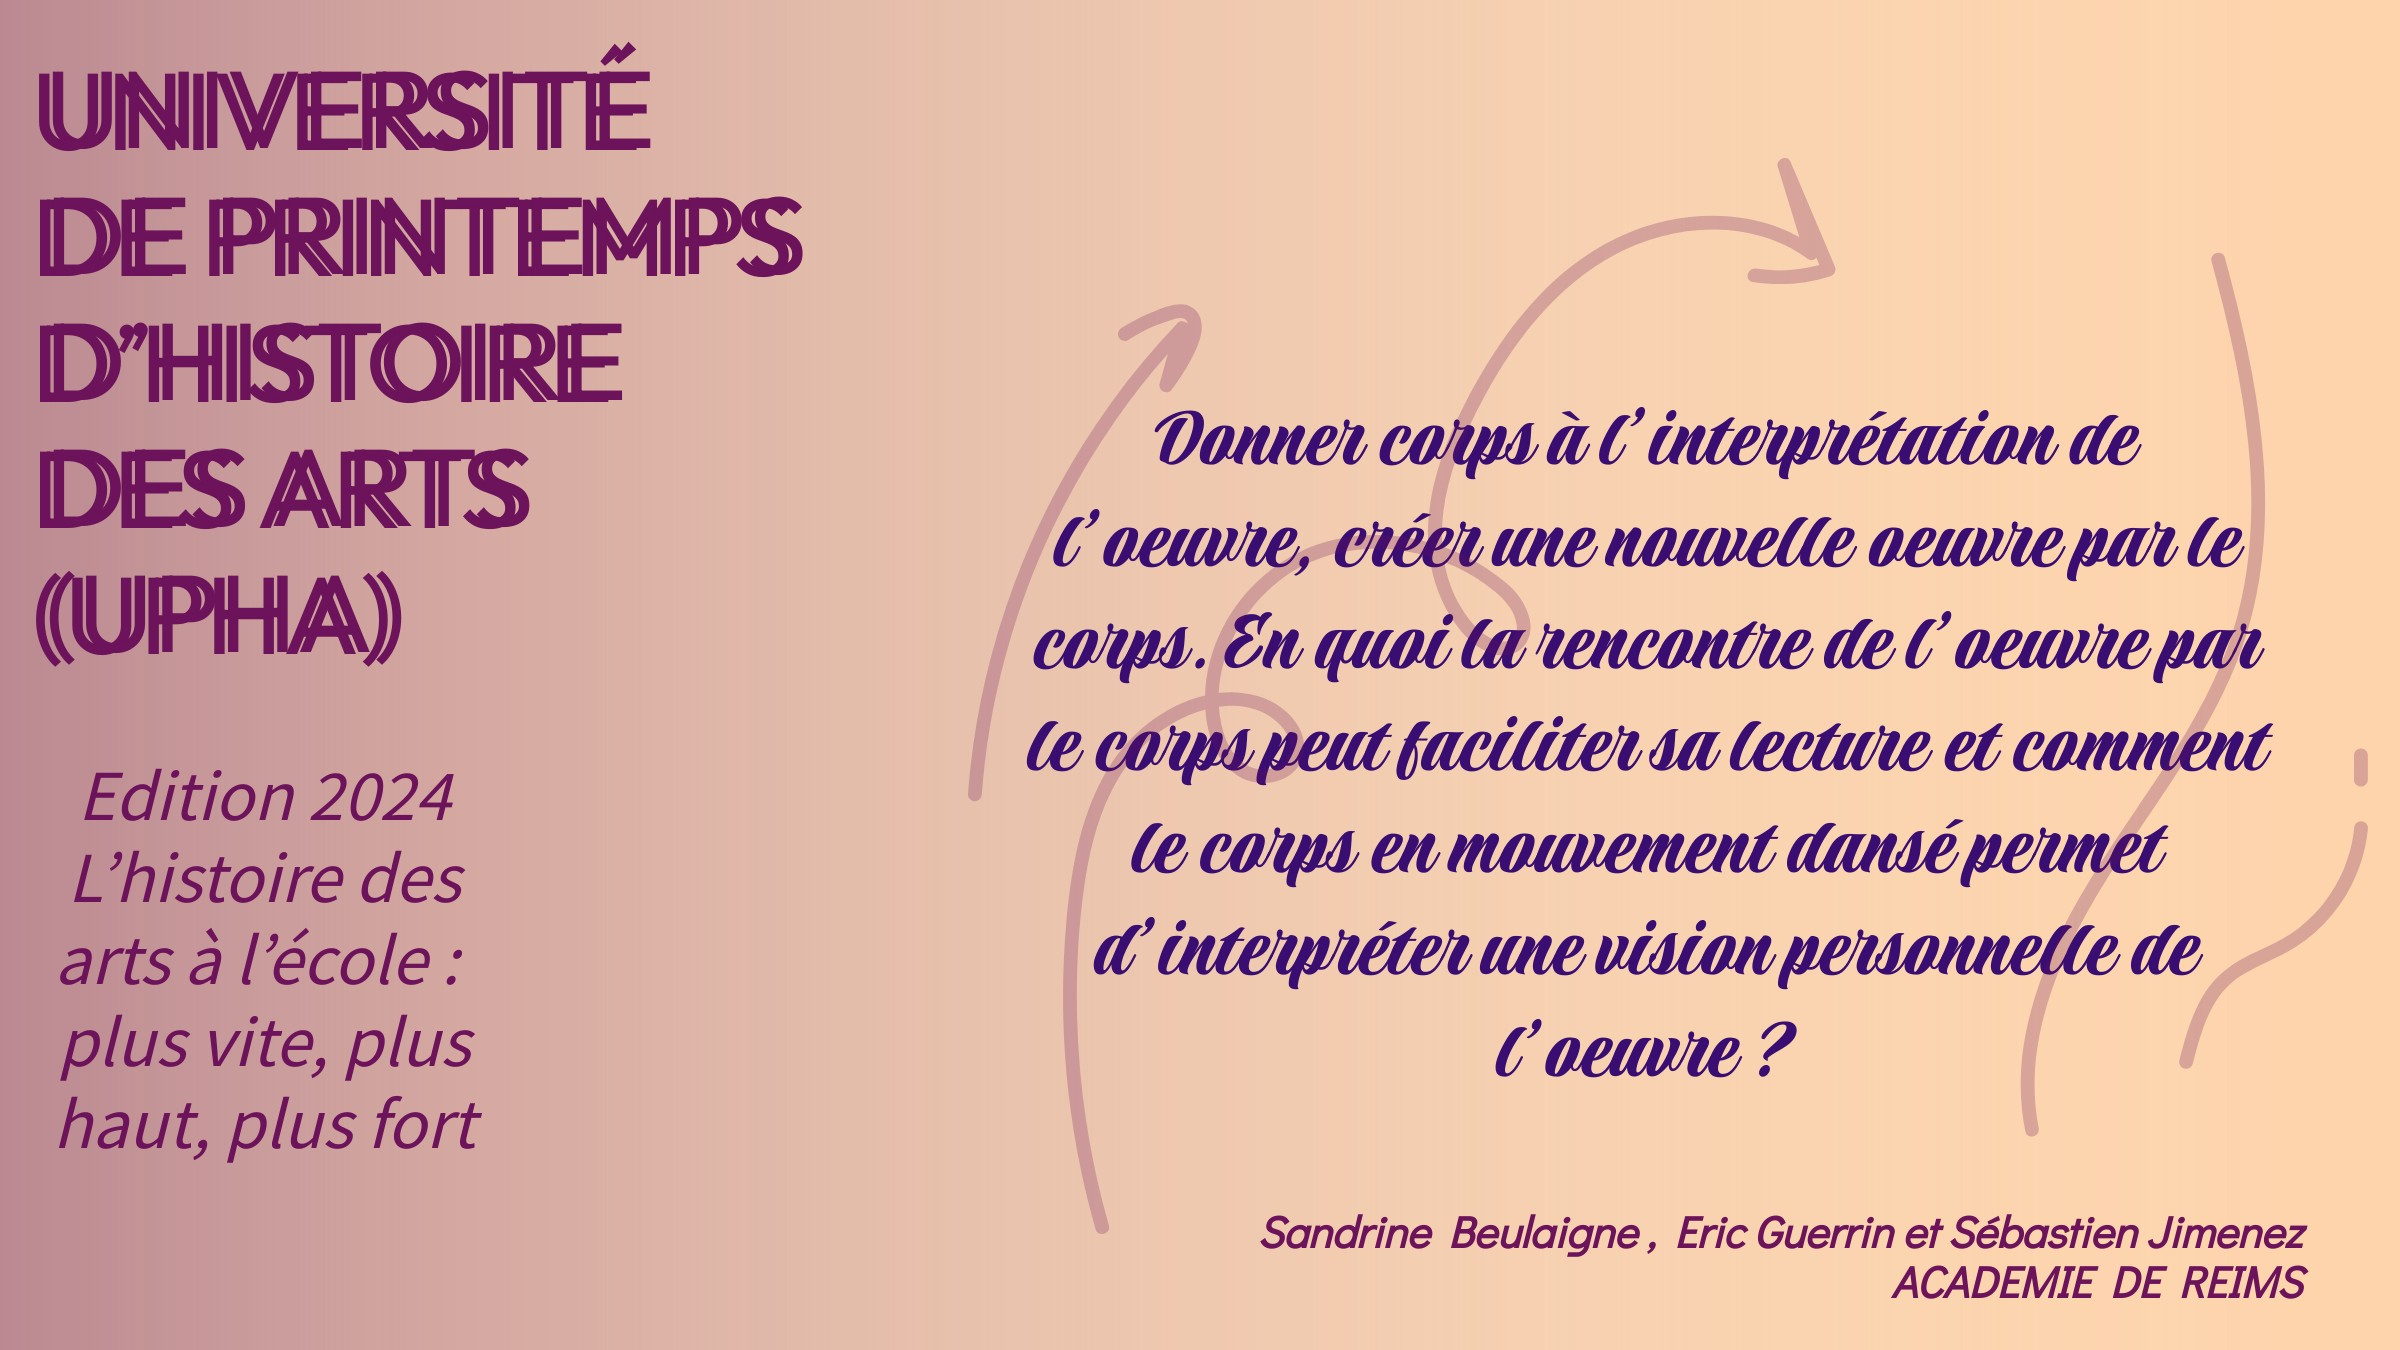 UNIVERSITÉ
DE PRINTEMPS
D’HISTOIRE
DES ARTS
(UPHA)
Edition 2024
L’histoire des
arts à l’école :
plus vite, plus
haut, plus fort
Donner corps à l’interprétation de
l’oeuvre, créer une nouvelle oeuvre par le
corps. En quoi la rencontre de l’oeuvre par
le corps peut faciliter sa lecture et comment
le corps en mouvement dansé permet
d’interpréter une vision personnelle de
l’oeuvre ?
Sandrine Beulaigne , Eric Guerrin et Sébastien Jimenez
ACADEMIE DE REIMS